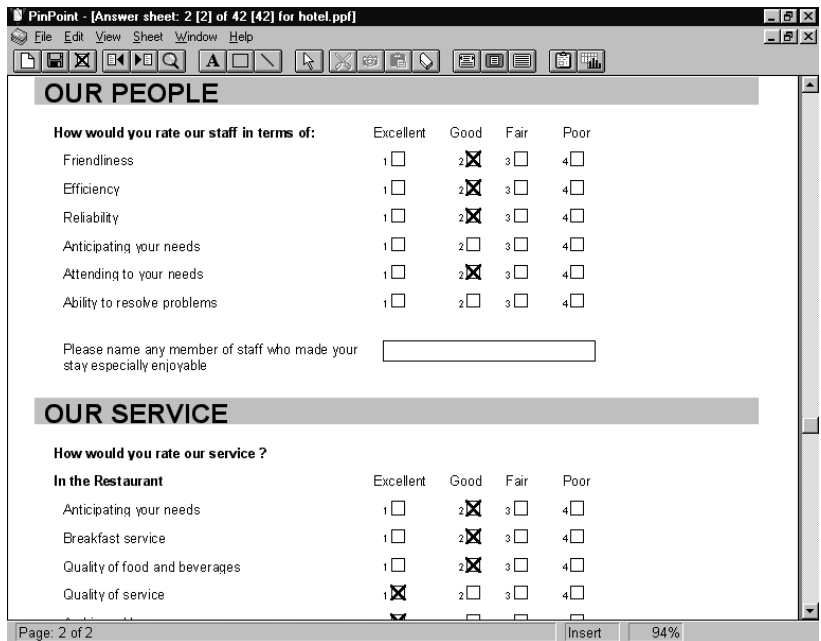 PinPoint - [Answer sheet: 2 [2] of 42 [42] for hotel.ppf]
File Edit View Sheet Window Help
OUR PEOPLE
How would you rate our staff in terms of: Excellent Good Fair Poor
Friendliness 1 2 3 4
Efficiency 1 2 3 4
Reliability 1 2 3 4
Anticipating your needs 1 2 3 4
Attending to your needs 1 2 3 4
Ability to resolve problems 1 2 3 4
Please name any member of staff who made your
stay especially enjoyable
OUR SERVICE
How would you rate our service ?
In the Restaurant Excellent Good Fair Poor
Anticipating your needs 1 2 3 4
Breakfast service 1 2 3 4
Quality of food and beverages 1 2 3 4
Quality of service 1 2 3 4
Page: 2 of 2 Insert 94%